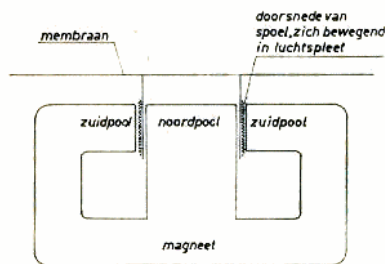 membraan
doorsnede van
spoel, zich bewegend
in luchtspleet
zuidpool
noordpool
zuidpool
magneet